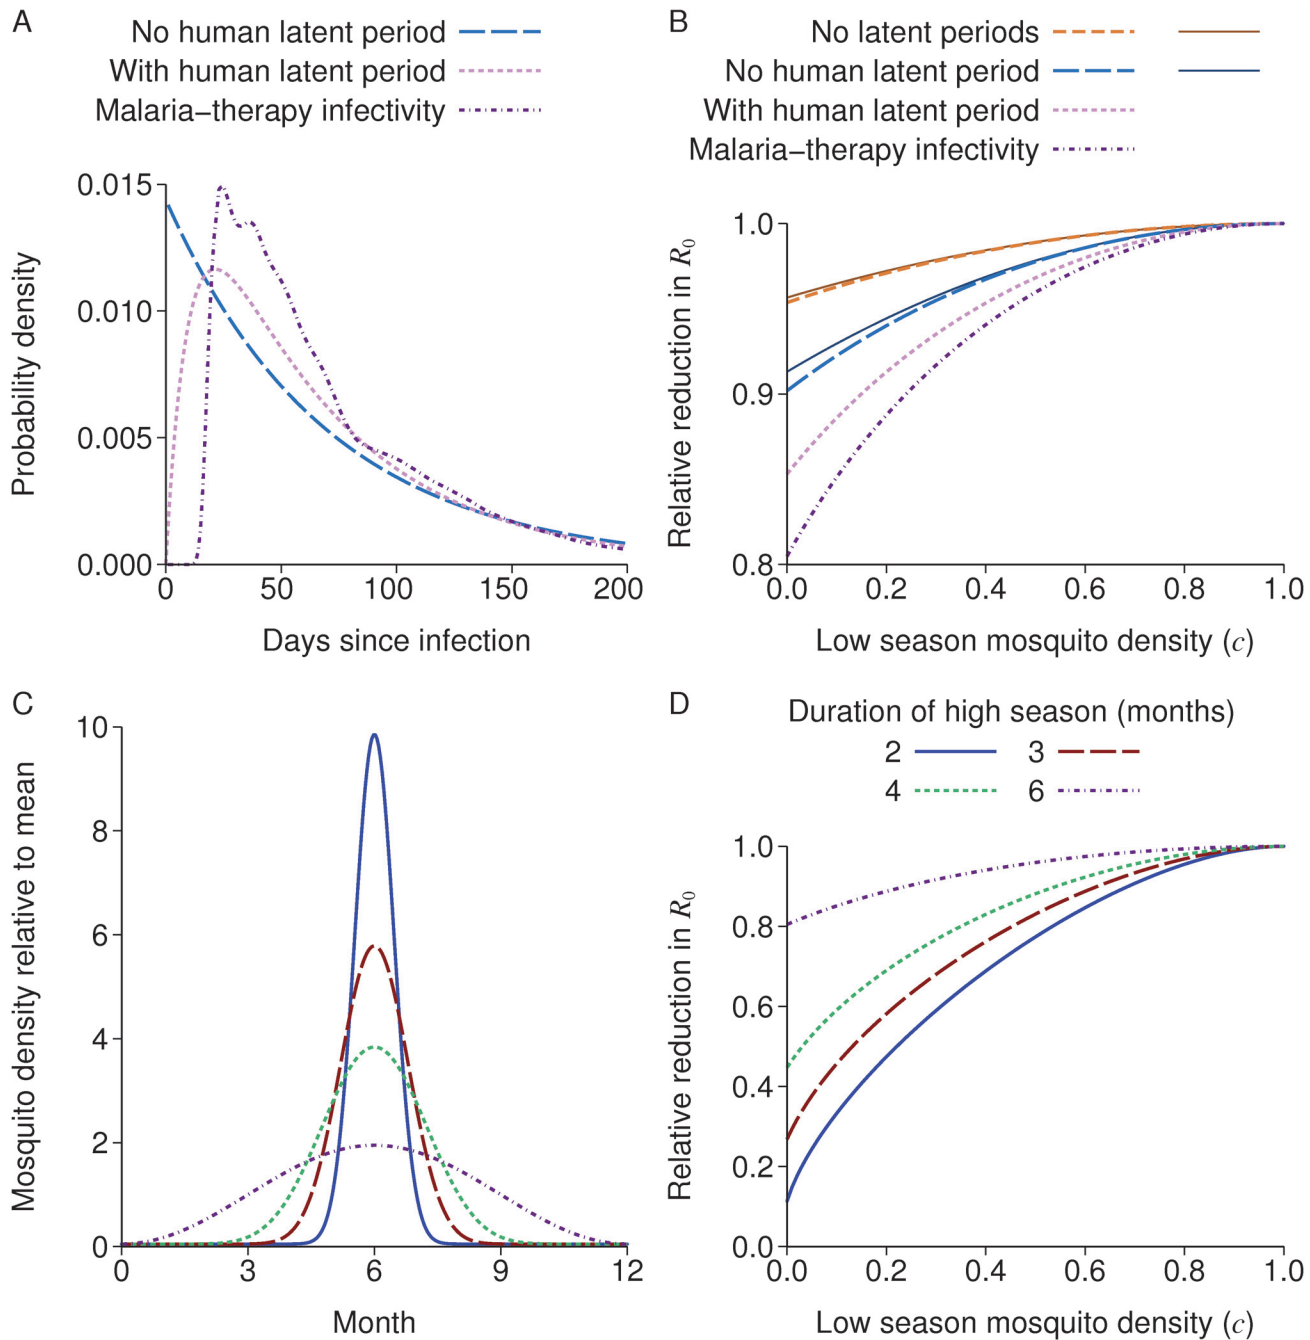 A
No human latent period
With human latent period
Malaria−therapy infectivity
Probability density
0.015
0.010
0.005
0.000
0 50 100 150 200
Days since infection
B
No latent periods
No human latent period
With human latent period
Malaria−therapy infectivity
Relative reduction in R₀
1.0
0.9
0.8
0.0 0.2 0.4 0.6 0.8 1.0
Low season mosquito density (c)
C
Mosquito density relative to mean
10
8
6
4
2
0
0 3 6 9 12
Month
D
Duration of high season (months)
2 3
4 6
Relative reduction in R₀
1.0
0.8
0.6
0.4
0.2
0.0
0.0 0.2 0.4 0.6 0.8 1.0
Low season mosquito density (c)